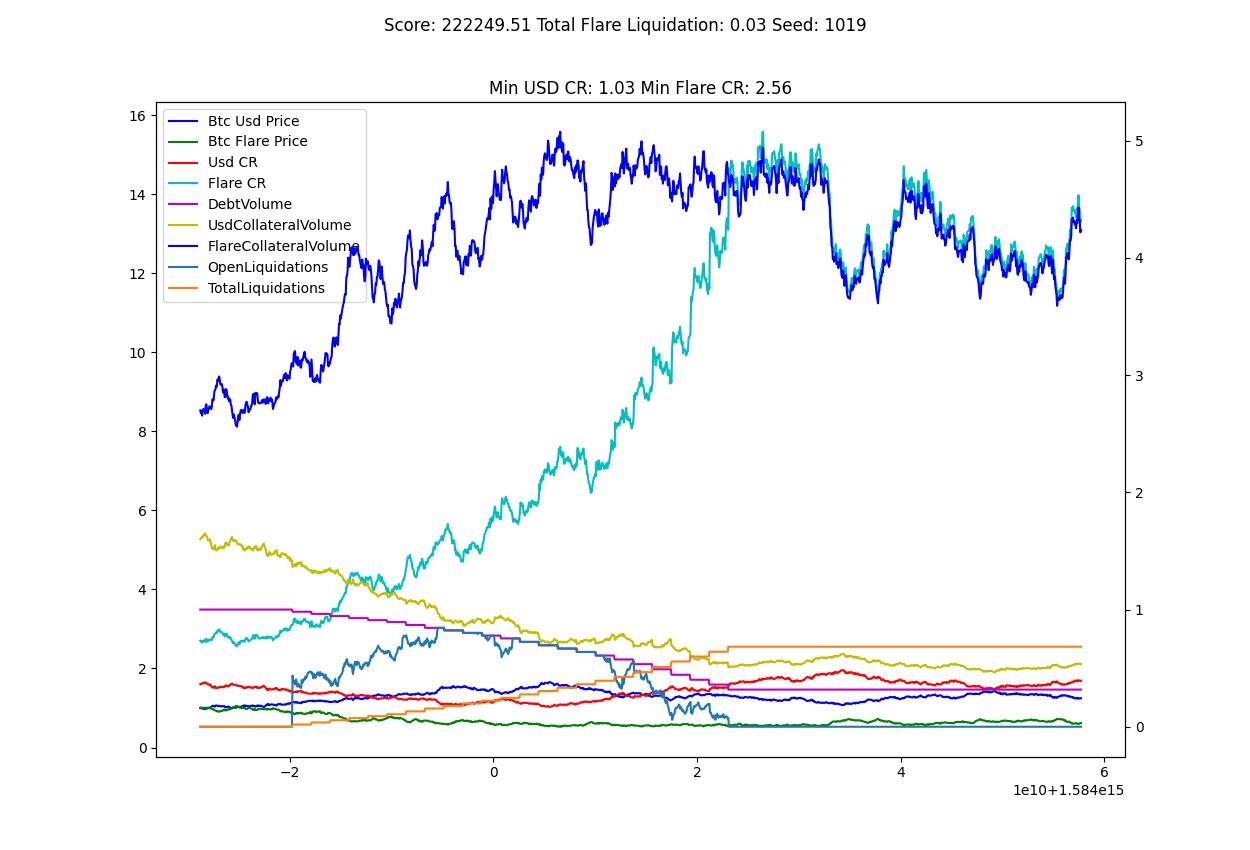 Score: 222249.51 Total Flare Liquidation: 0.03 Seed: 1019
Min USD CR: 1.03 Min Flare CR: 2.56
Btc Usd Price
Btc Flare Price
Usd CR
Flare CR
DebtVolume
UsdCollateralVolume
FlareCollateralVolume
OpenLiquidations
TotalLiquidations
16
14
12
10
8
6
4
2
0
5
4
3
2
1
0
−2 0 2 4 6
1e10+1.584e15